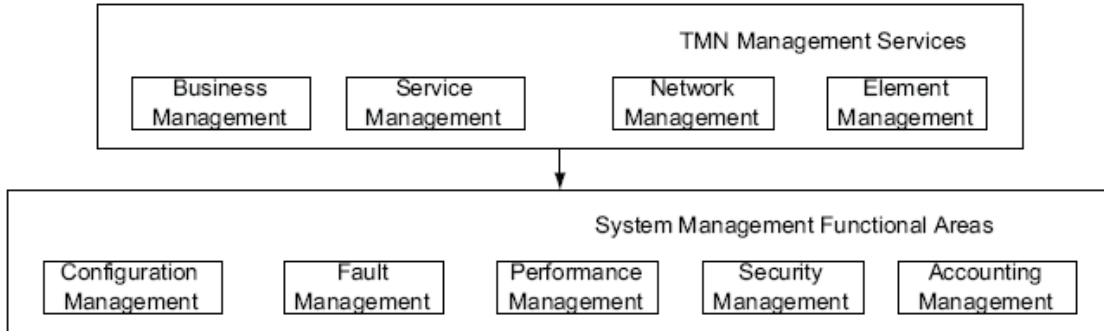 TMN Management Services
Business
Management
Service
Management
Network
Management
Element
Management
System Management Functional Areas
Configuration
Management
Fault
Management
Performance
Management
Security
Management
Accounting
Management